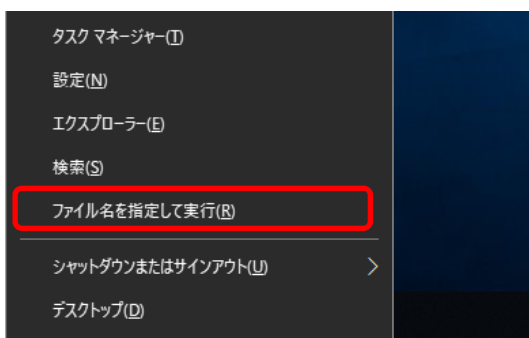 タスク マネージャー(T)
設定(N)
エクスプローラー(E)
検索(S)
ファイル名を指定して実行(R)
シャットダウンまたはサインアウト(U)
デスクトップ(D)